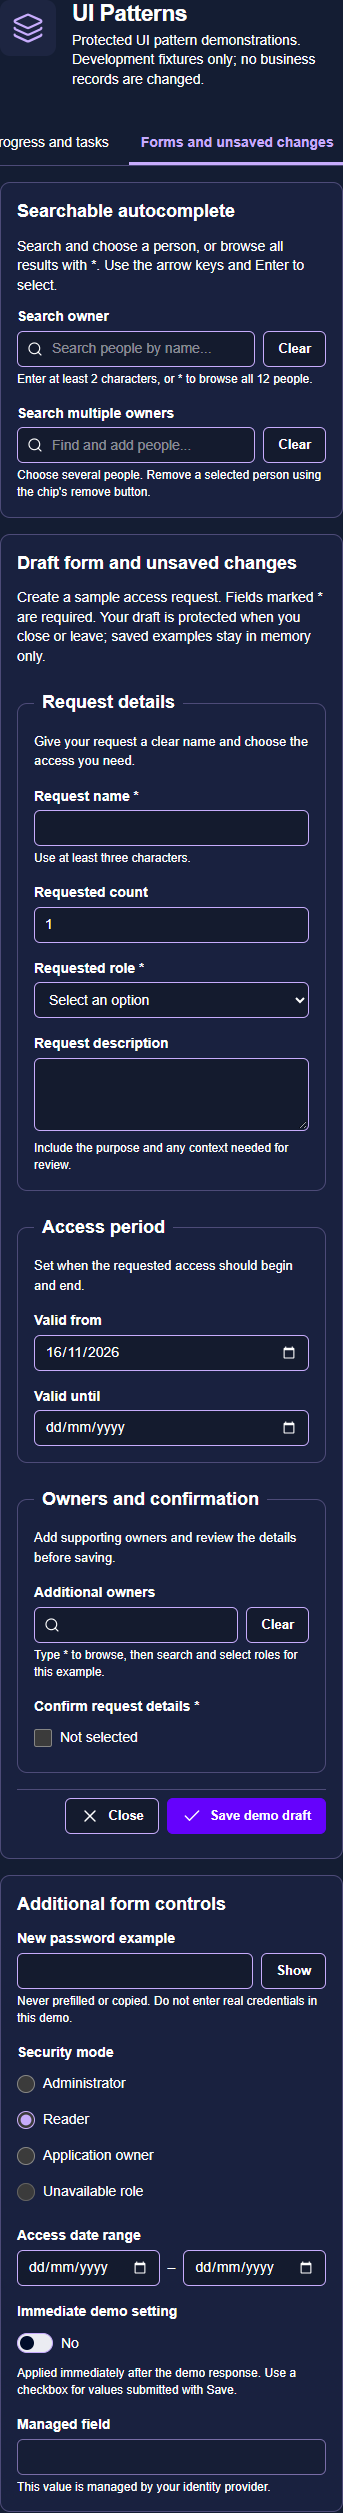 UI Patterns
Protected UI pattern demonstrations.
Development fixtures only; no business
records are changed.
rogress and tasks
Forms and unsaved changes
Searchable autocomplete
Search and choose a person, or browse all
results with *. Use the arrow keys and Enter to
select.
Search owner
Search people by name...
Clear
Enter at least 2 characters, or * to browse all 12 people.
Search multiple owners
Find and add people...
Clear
Choose several people. Remove a selected person using
the chip's remove button.
Draft form and unsaved changes
Create a sample access request. Fields marked *
are required. Your draft is protected when you
close or leave; saved examples stay in memory
only.
Request details
Give your request a clear name and choose the
access you need.
Request name *
Use at least three characters.
Requested count
1
Requested role *
Select an option
Request description
Include the purpose and any context needed for
review.
Access period
Set when the requested access should begin
and end.
Valid from
16/11/2026
Valid until
dd/mm/yyyy
Owners and confirmation
Add supporting owners and review the details
before saving.
Additional owners
Clear
Type * to browse, then search and select roles for
this example.
Confirm request details *
Not selected
Close
Save demo draft
Additional form controls
New password example
Show
Never prefilled or copied. Do not enter real credentials in
this demo.
Security mode
Administrator
Reader
Application owner
Unavailable role
Access date range
dd/mm/yyyy – dd/mm/yyyy
Immediate demo setting
No
Applied immediately after the demo response. Use a
checkbox for values submitted with Save.
Managed field
This value is managed by your identity provider.